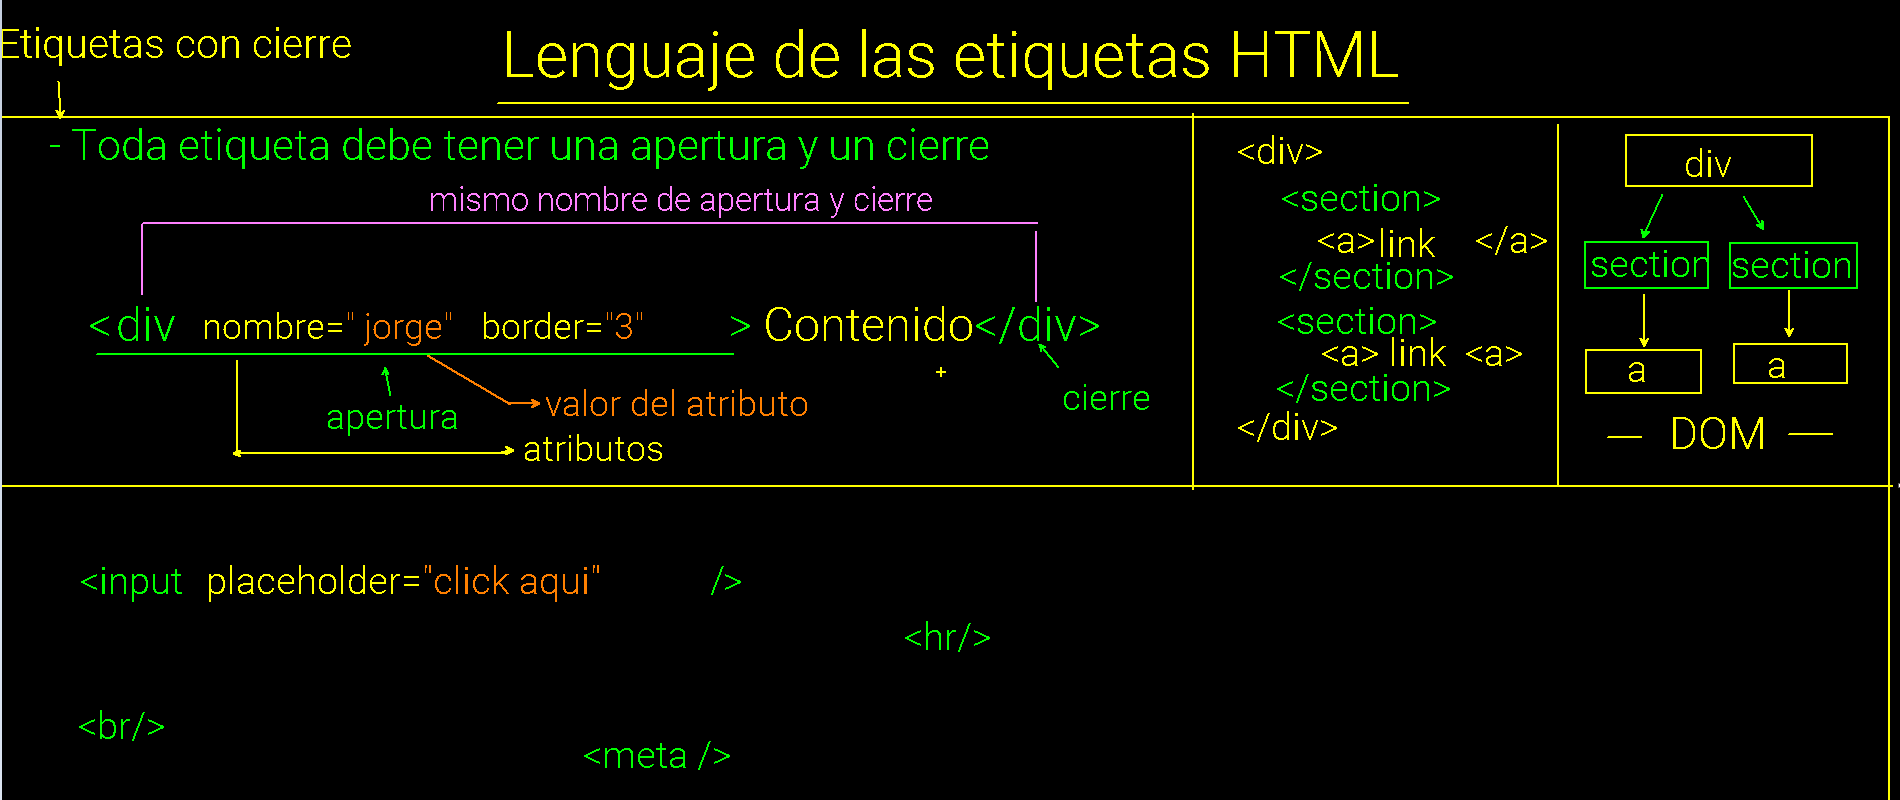 Etiquetas con cierre
Lenguaje de las etiquetas HTML
- Toda etiqueta debe tener una apertura y un cierre
mismo nombre de apertura y cierre
<div nombre=" jorge" border="3" > Contenido</div>
+
apertura
valor del atributo
atributos
cierre
<div>
<section>
<a>link </a>
</section>
<section>
<a> link <a>
</section>
</div>
div
section section
a a
— DOM —
<input placeholder="click aqui" />
<hr/>
<br/>
<meta />